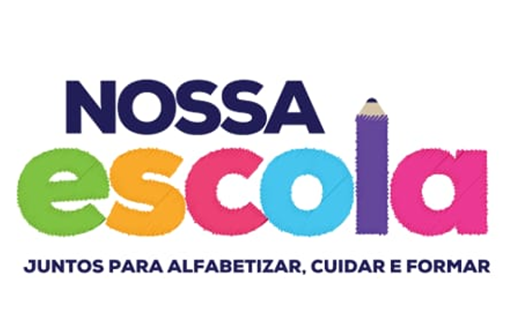 NOSSA
escola
JUNTOS PARA ALFABETIZAR, CUIDAR E FORMAR